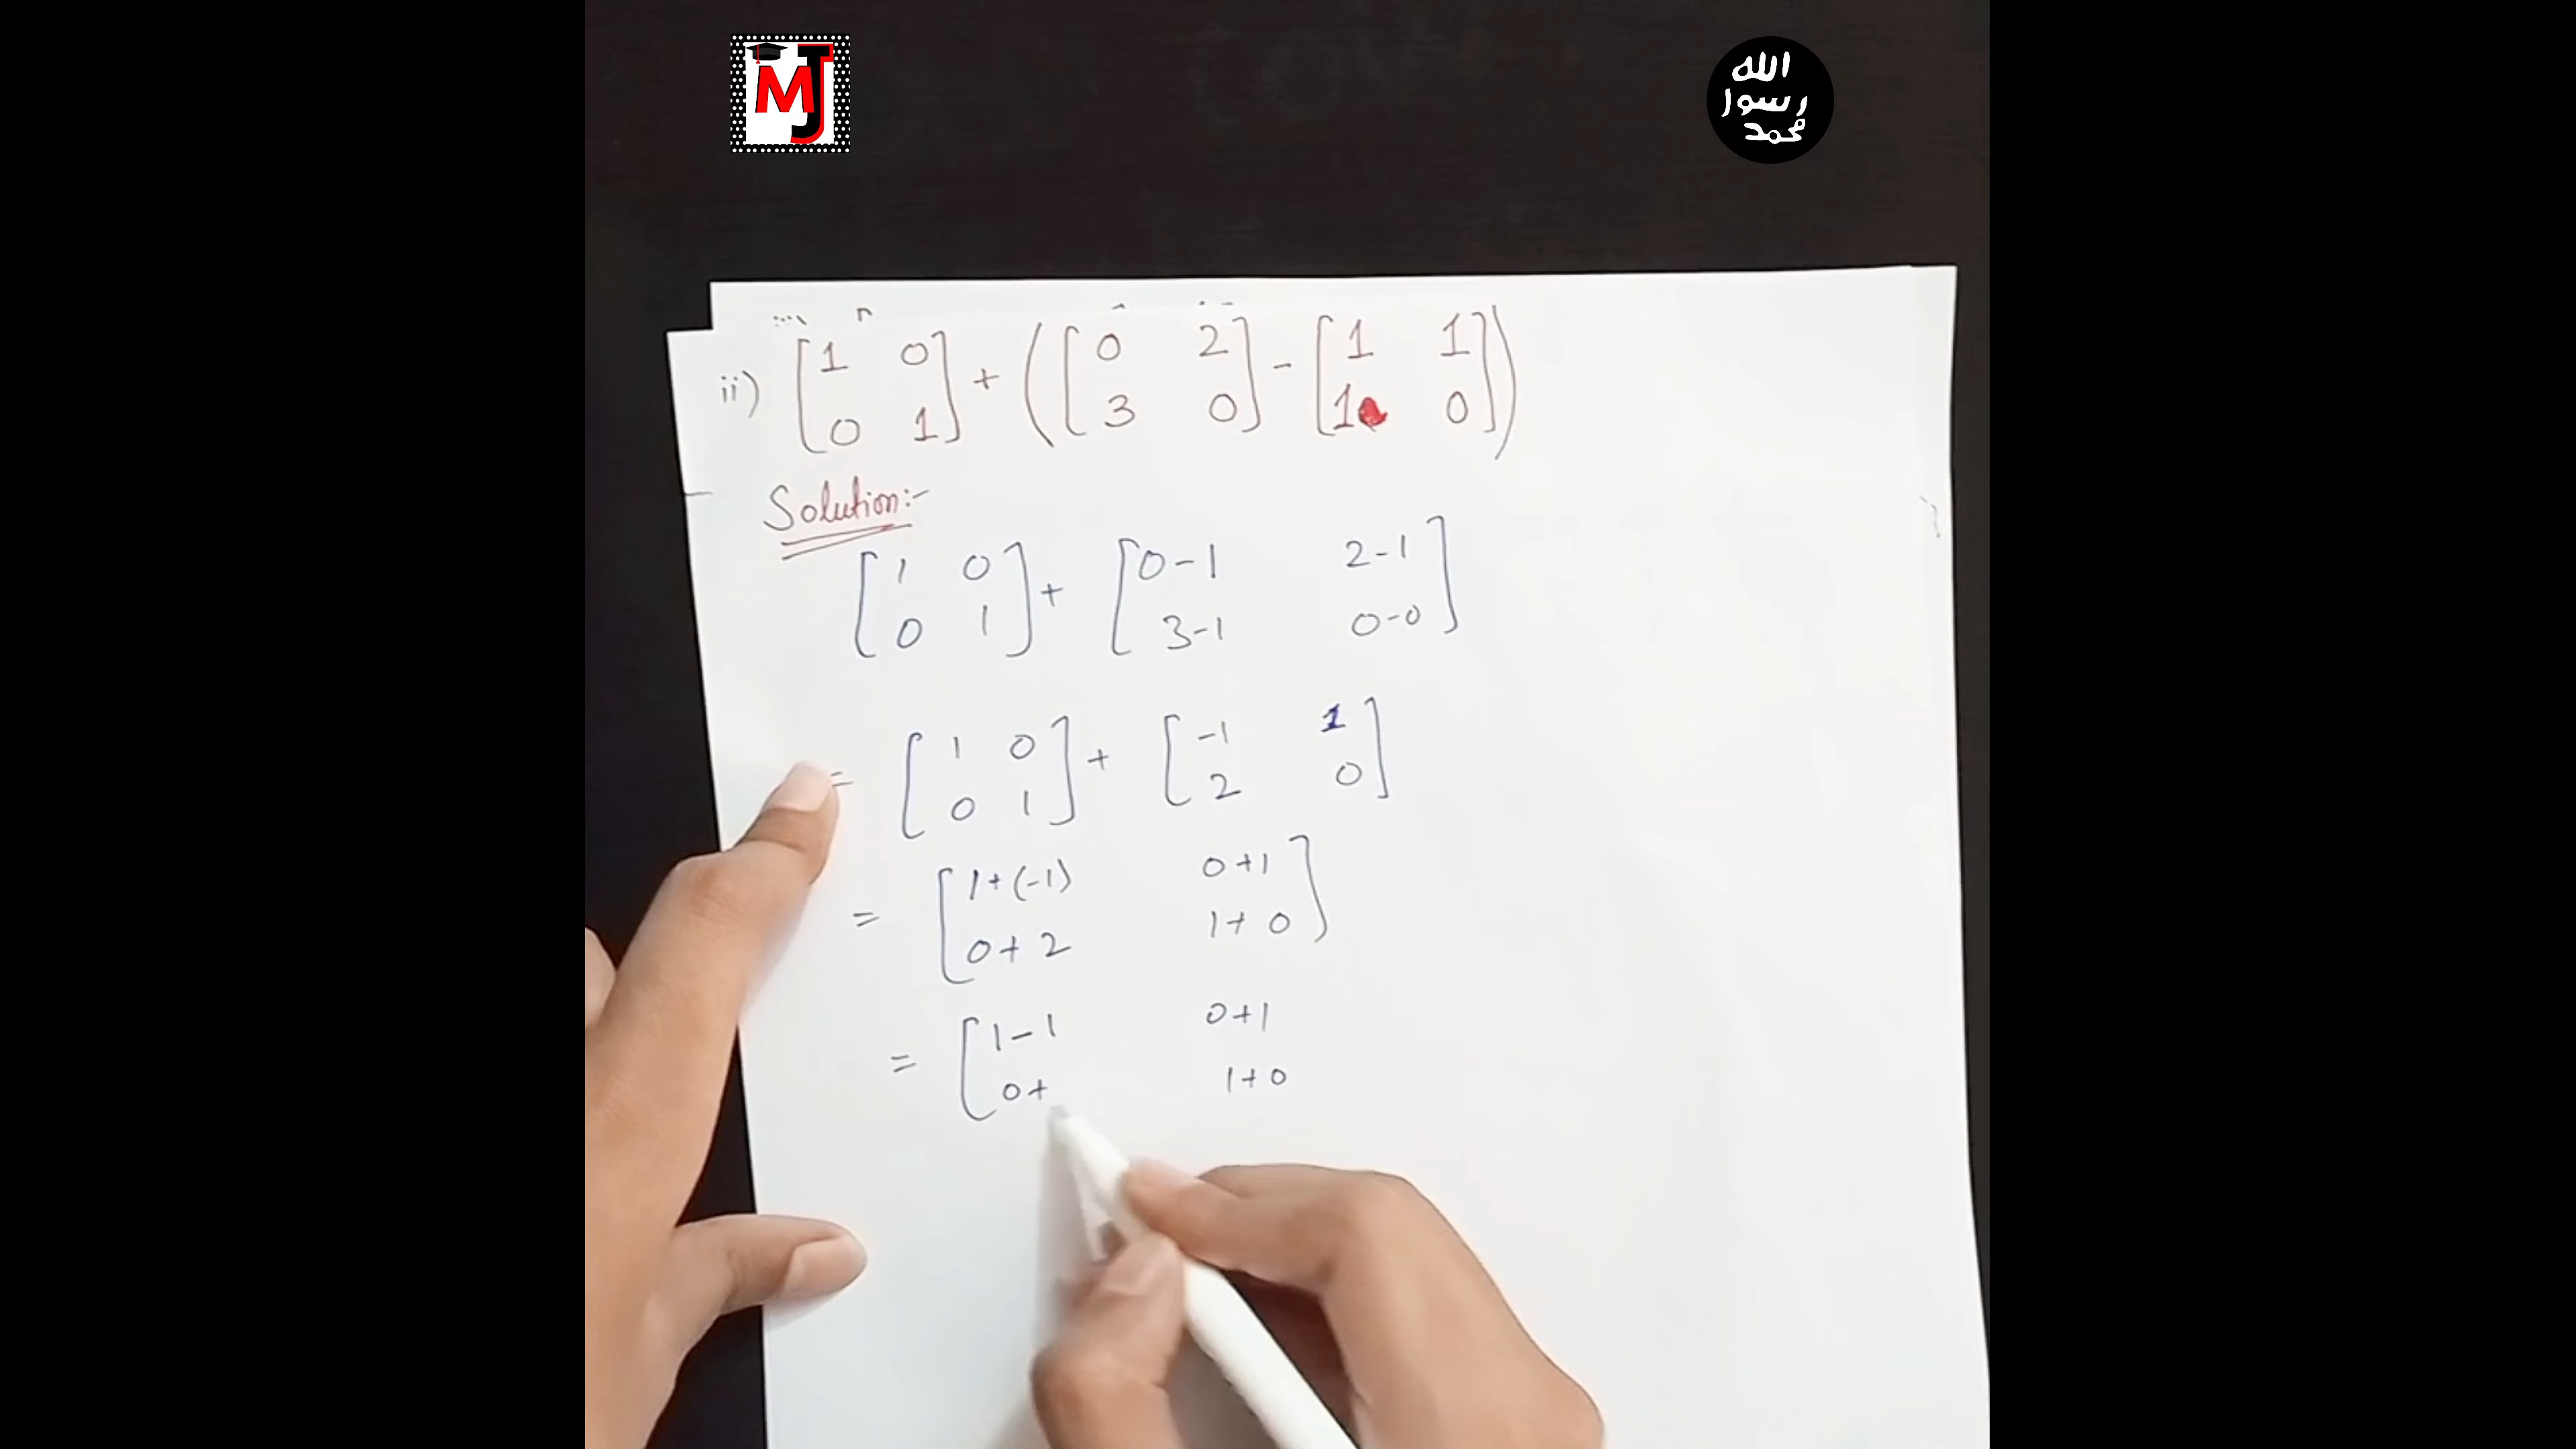 MJ
الله
رسول
محمد
ii) [1 0 + ([0 2 - [1 1
0 1] 3 0] 1 0])
Solution:-
[1 0 + [0-1 2-1
0 1] 3-1 0-0]
= [1 0 + [-1 1
0 1] 2 0]
= [1+(-1) 0+1
0+2 1+0]
= [1-1 0+1
0+ 1+0